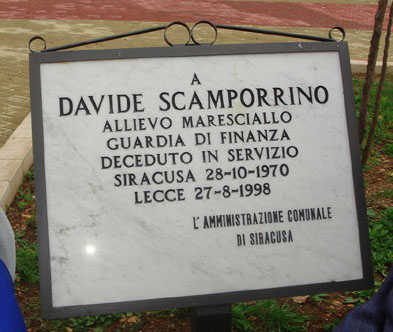 A
DAVIDE SCAMPORRINO
ALLIEVO MARESCIALLO
GUARDIA DI FINANZA
DECEDUTO IN SERVIZIO
SIRACUSA 28-10-1970
LECCE 27-8-1998
L'AMMINISTRAZIONE COMUNALE
DI SIRACUSA